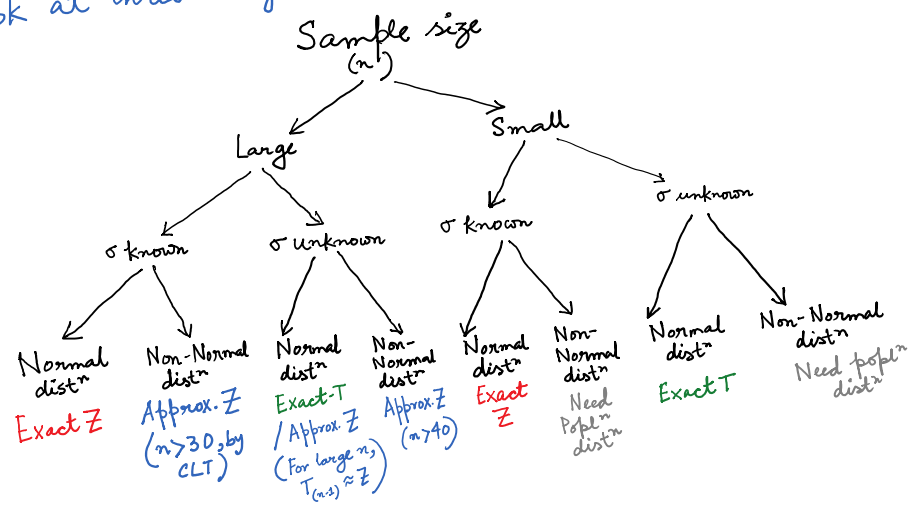 look at
Sample size
(n)
Large
Small
σ known
σ unknown
σ known
σ unknown
Normal
distⁿ
Exact Z
Non-Normal
distⁿ
Approx. Z
(n>30, by
CLT)
Normal
distⁿ
Exact-T
/ Approx. Z
(For large n,
T₍ₙ₋₁₎ ≈ Z)
Non-
Normal
distⁿ
Approx. Z
(n>40)
Normal
distⁿ
Exact
Z
Non-
Normal
distⁿ
Need
Poplⁿ
distⁿ
Normal
distⁿ
Exact T
Non-Normal
distⁿ
Need poplⁿ
distⁿ